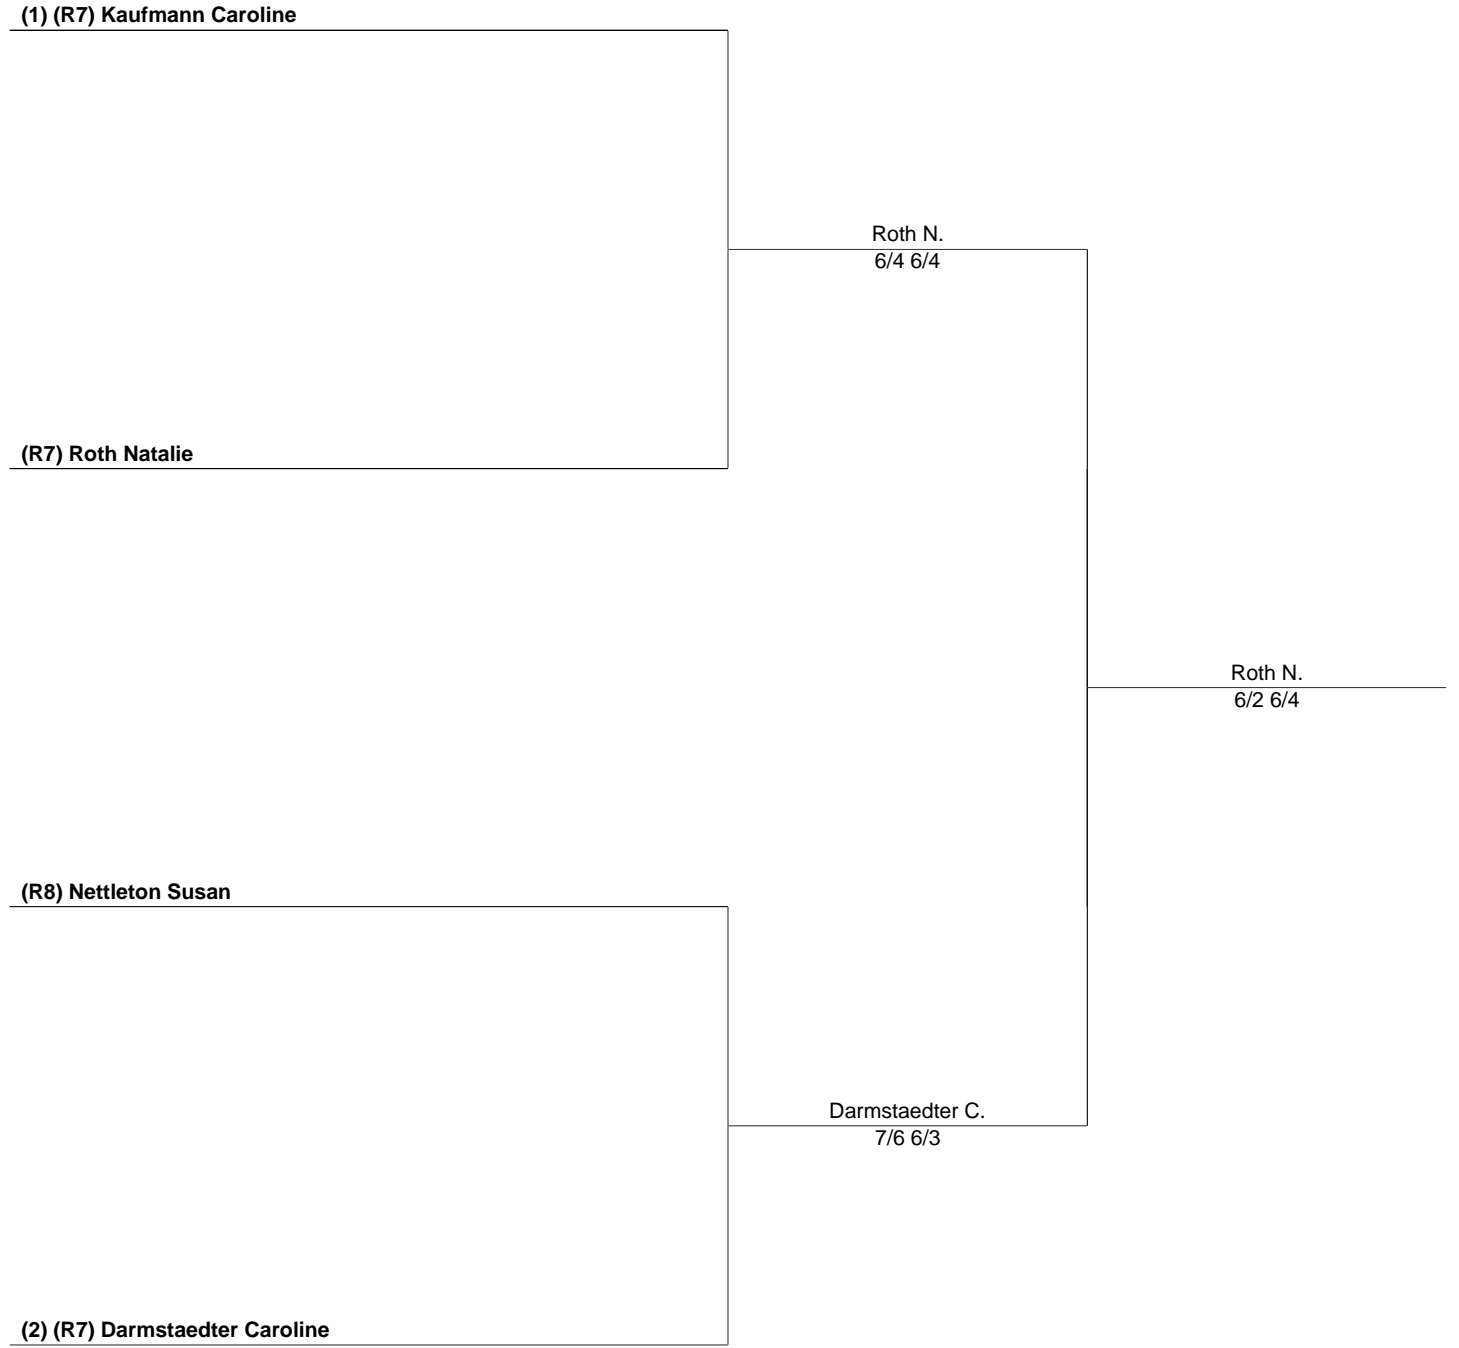 (1) (R7) Kaufmann Caroline
Roth N.
6/4 6/4
(R7) Roth Natalie
Roth N.
6/2 6/4
(R8) Nettleton Susan
Darmstaedter C.
7/6 6/3
(2) (R7) Darmstaedter Caroline